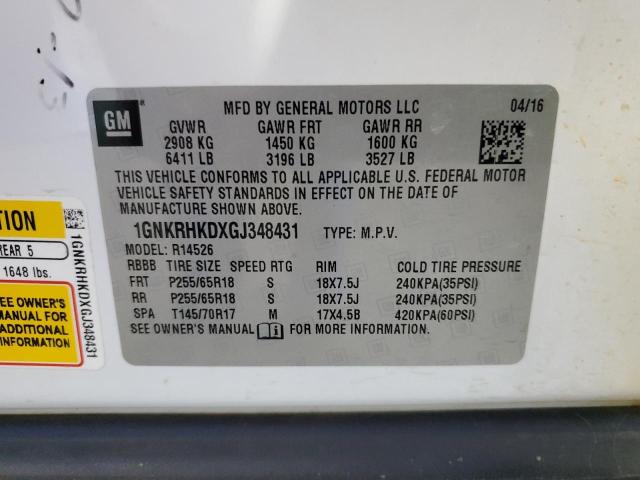 GM
MFD BY GENERAL MOTORS LLC 04/16
GVWR GAWR FRT GAWR RR
2908 KG 1450 KG 1600 KG
6411 LB 3196 LB 3527 LB
THIS VEHICLE CONFORMS TO ALL APPLICABLE U.S. FEDERAL MOTOR
VEHICLE SAFETY STANDARDS IN EFFECT ON THE DATE OF
MANUFACTURE SHOWN ABOVE.
1GNKRHKDXGJ348431 TYPE: M.P.V.
MODEL: R14526
RBBB TIRE SIZE SPEED RTG RIM COLD TIRE PRESSURE
FRT P255/65R18 S 18X7.5J 240KPA(35PSI)
RR P255/65R18 S 18X7.5J 240KPA(35PSI)
SPA T145/70R17 M 17X4.5B 420KPA(60PSI)
SEE OWNER'S MANUAL FOR MORE INFORMATION.
TION
REAR 5
1648 lbs.
SEE OWNER'S
MANUAL FOR
ADDITIONAL
INFORMATION
1GNKRHKDXGJ348431